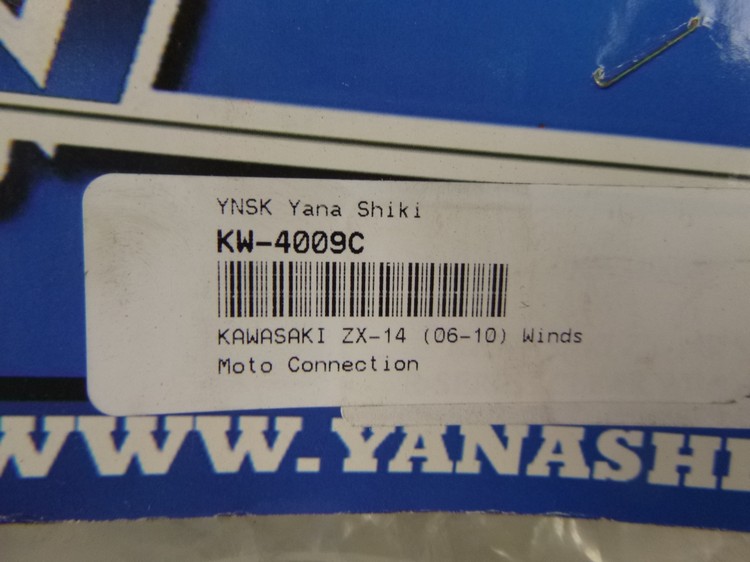 YNSK Yana Shiki
KW-4009C
KAWASAKI ZX-14 (06-10) Winds
Moto Connection
WWW.YANASHI